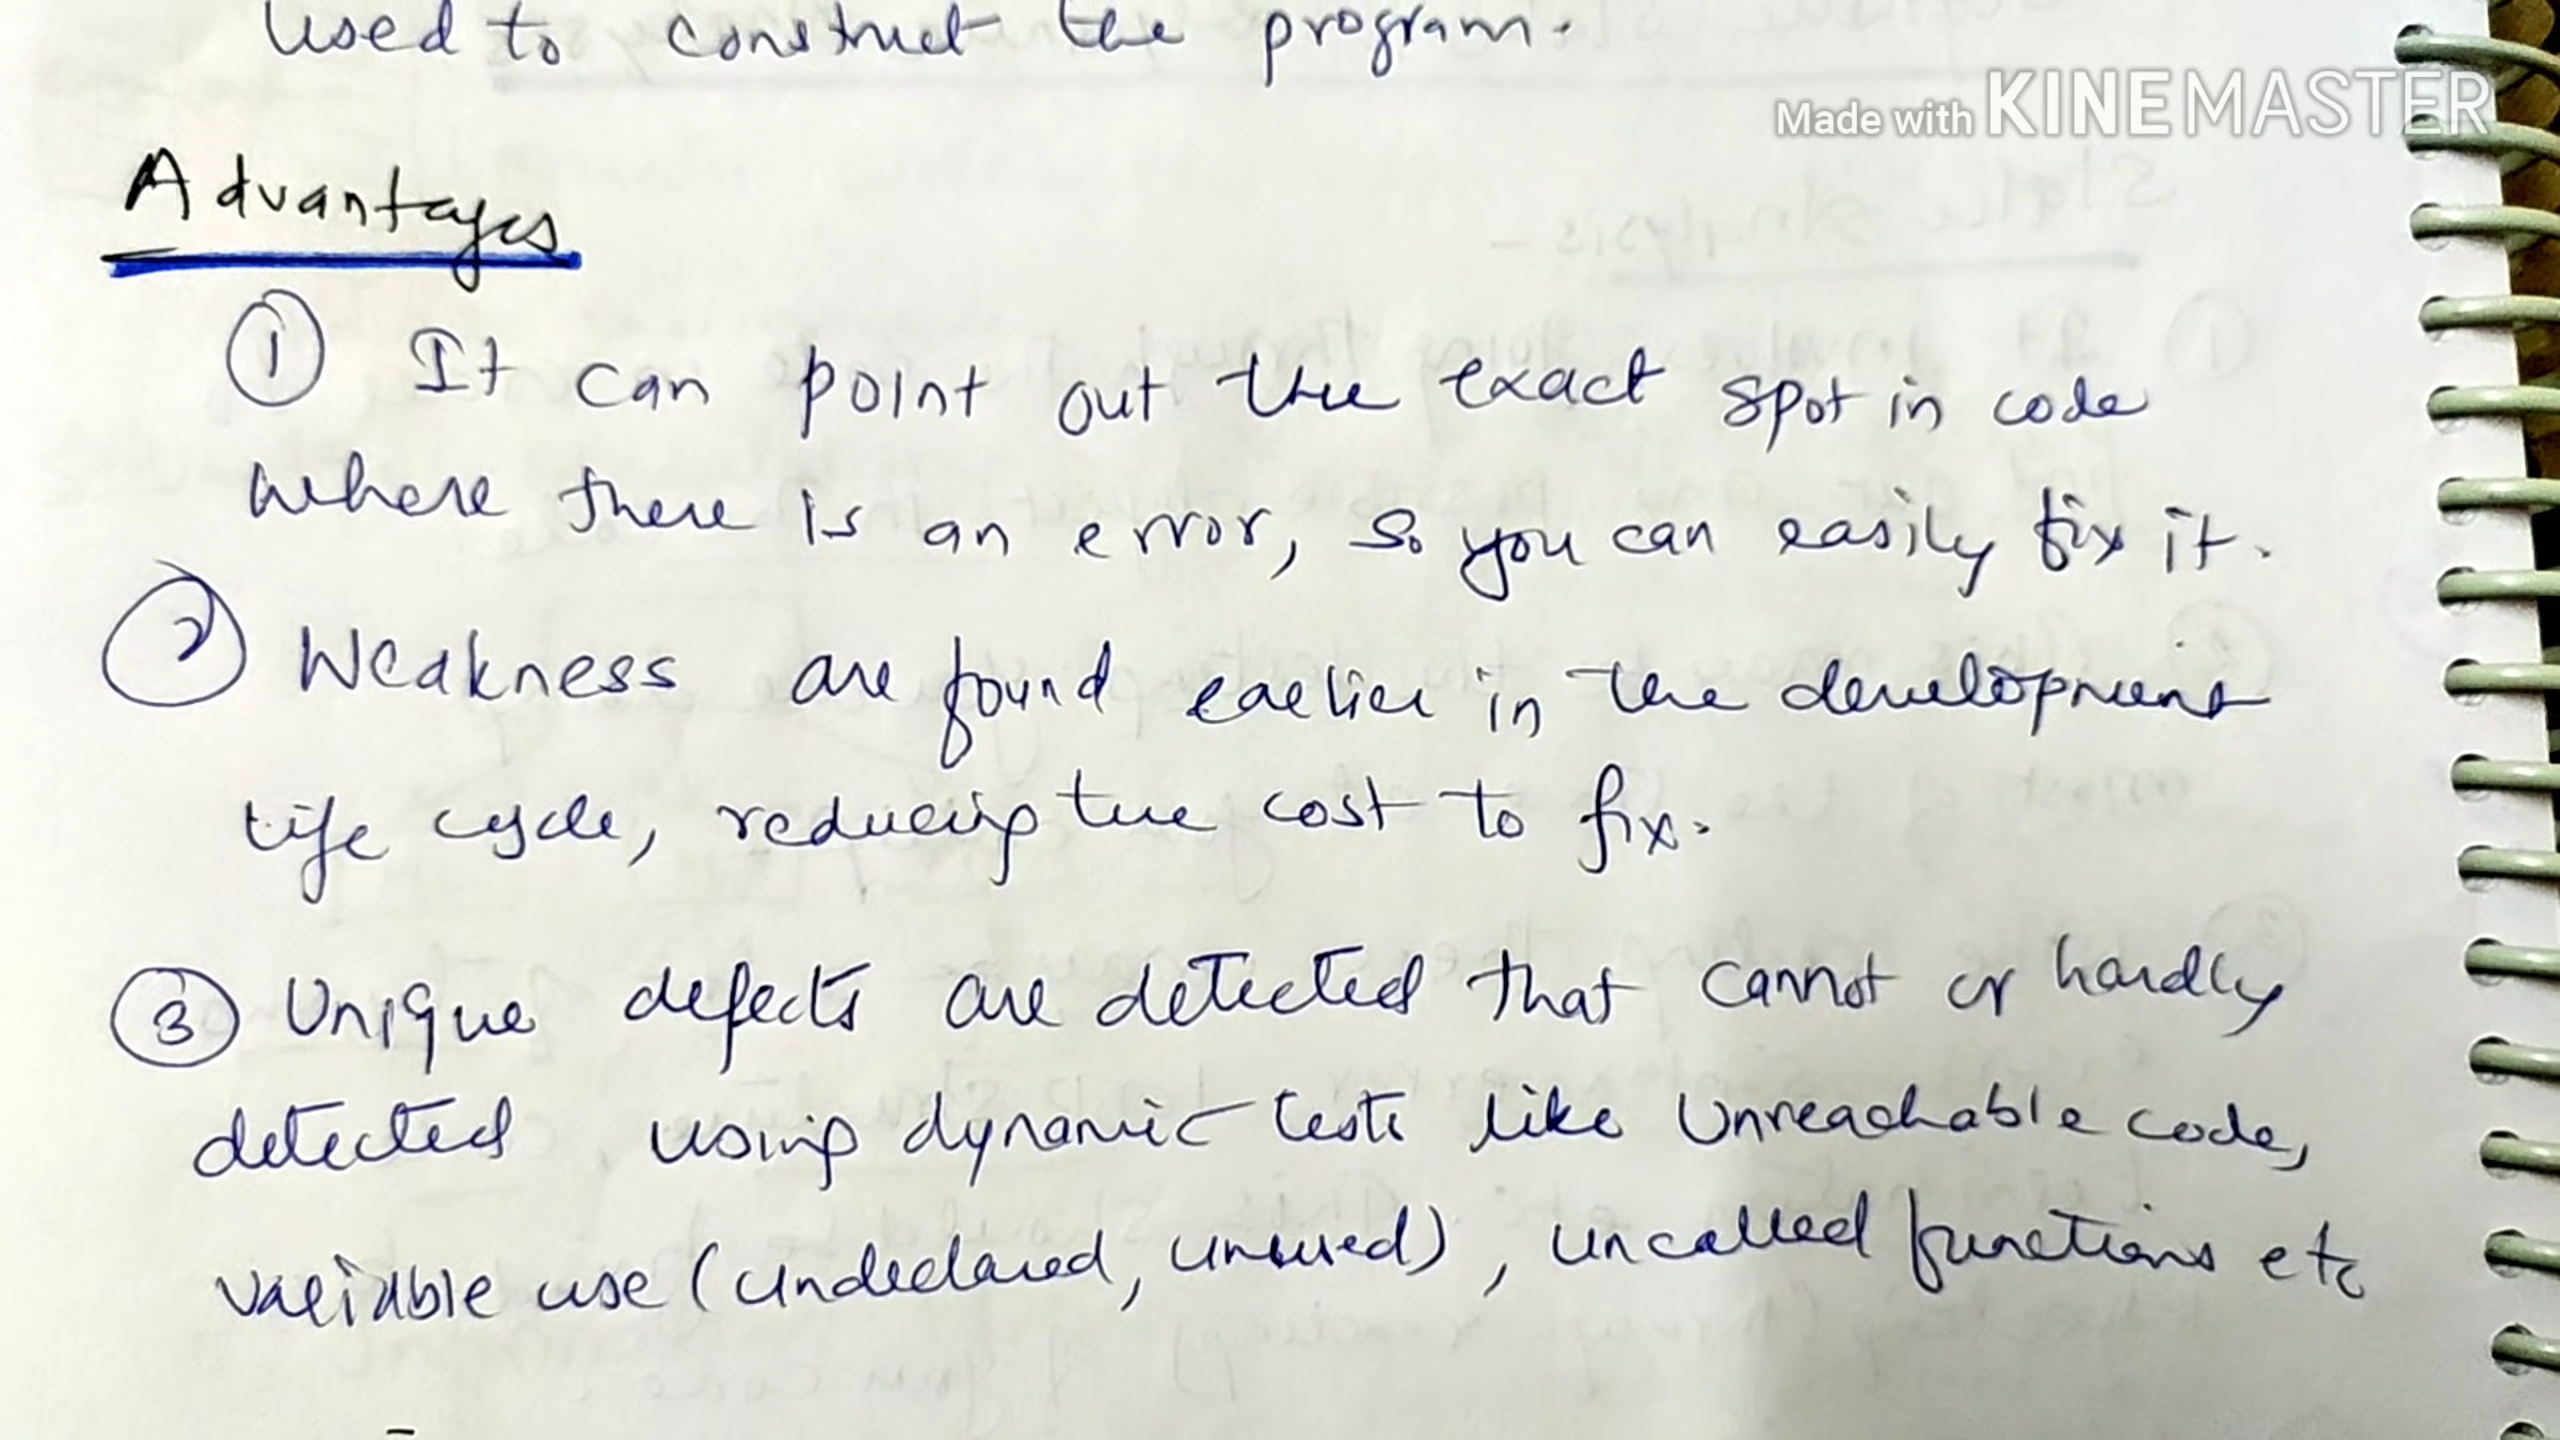 used to construct the program.
Made with KINEMASTER
Advantages
① It can point out the exact spot in code
where there is an error, so you can easily fix it.
② Weakness are found earlier in the development
life cycle, reducing the cost to fix.
③ Unique defects are detected that cannot or hardly
detected using dynamic tests like Unreachable code,
variable use (undeclared, unused), uncalled functions etc